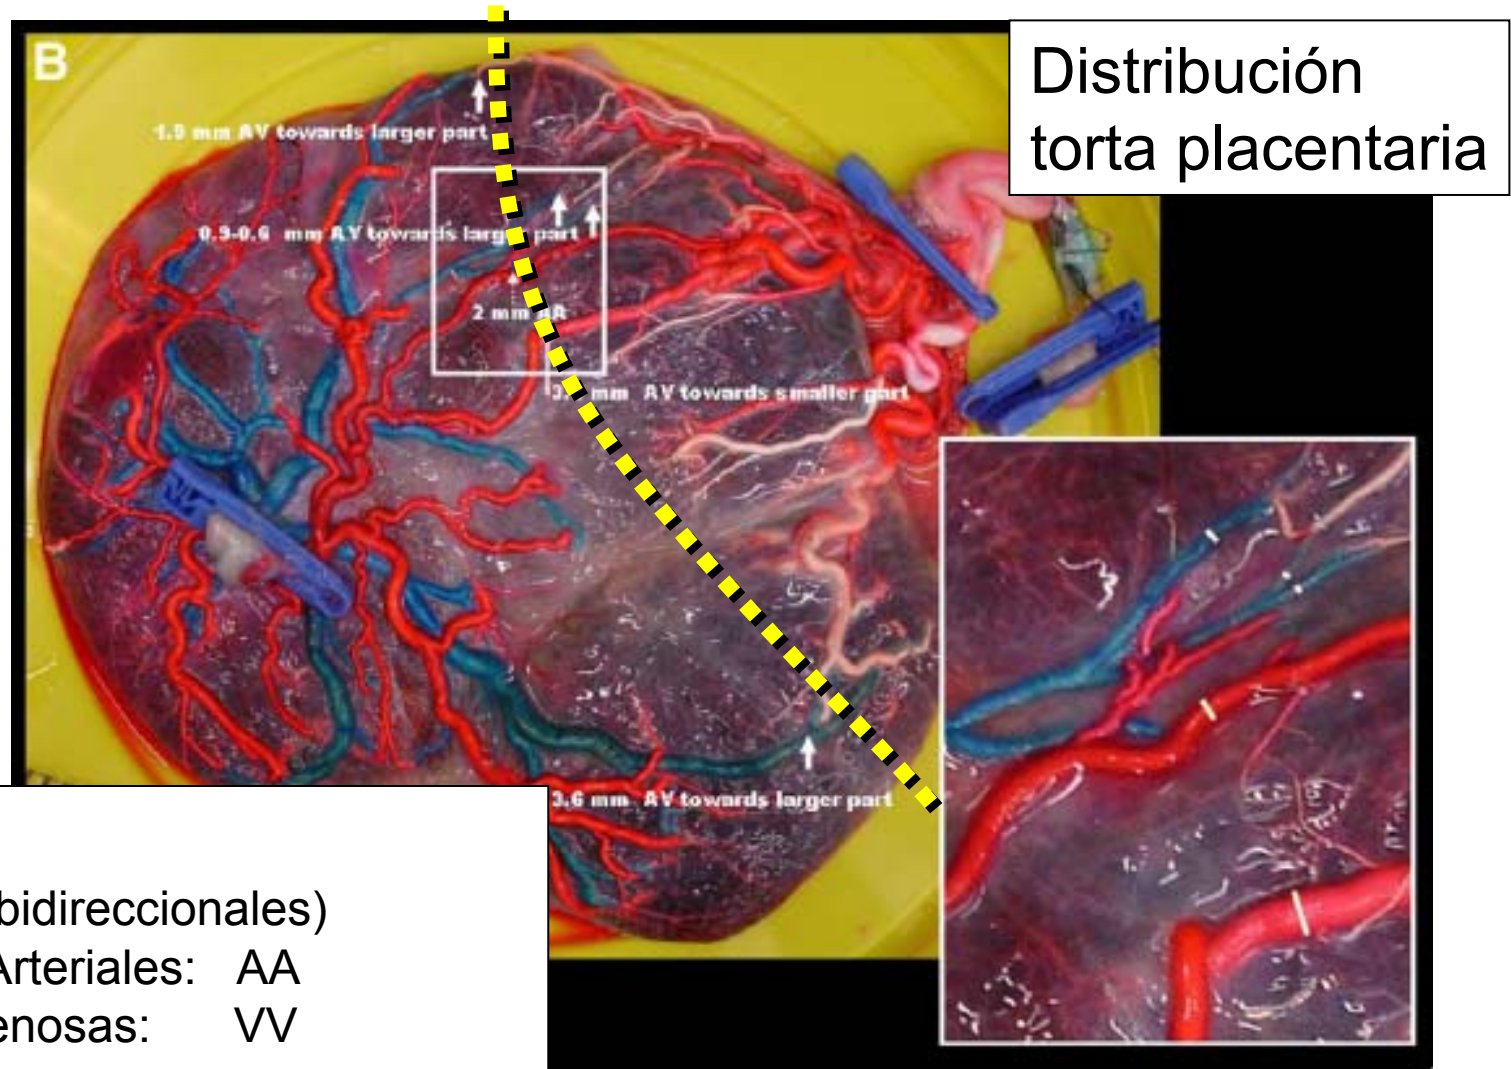 B
Distribución
torta placentaria
1.9 mm AV towards larger part
0.9-0.6 mm AV towards larger part
2 mm AA
mm AV towards smaller part
3.6 mm AV towards larger part
bidireccionales)
Arteriales: AA
enosas: VV